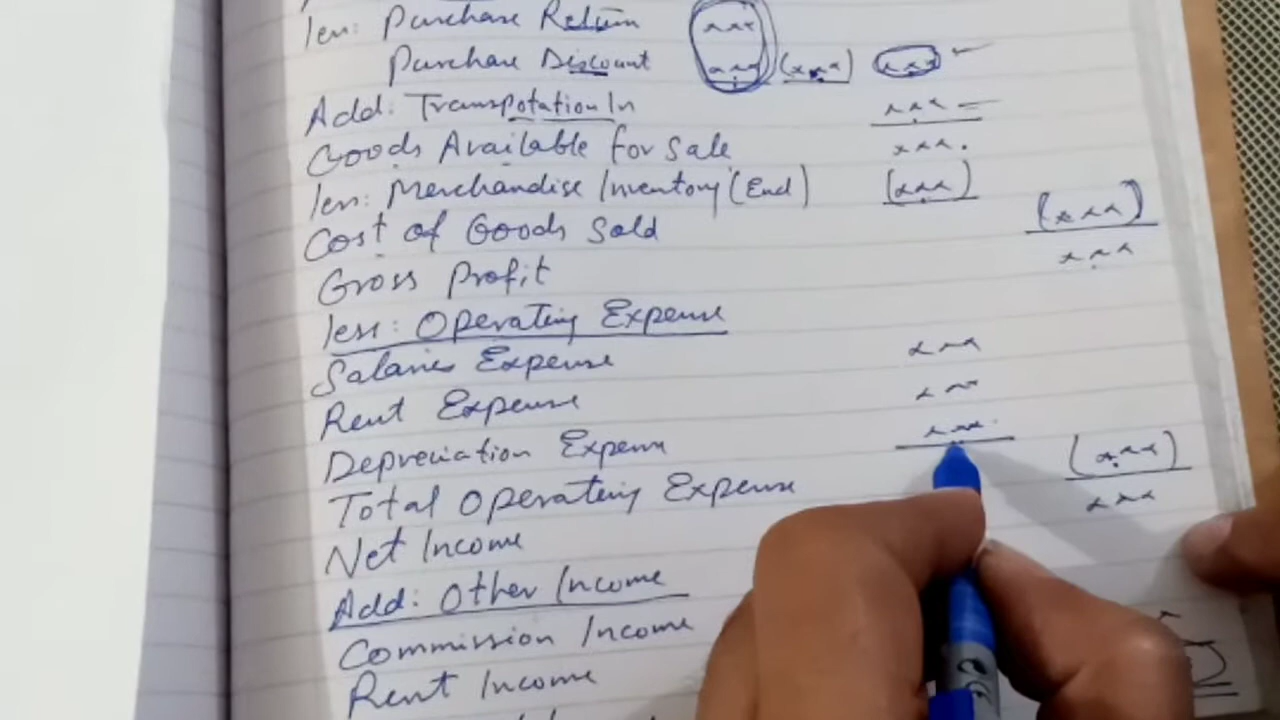 less: Purchase Return xxx
Purchase Discount xxx (xxx) xxx
Add: Transpotation In xxx
Goods Available for Sale xxx
less: Merchandise Inventory (End) (xxx)
Cost of Goods Sold (xxx)
Gross Profit xxx
less: Operating Expense
Salaries Expense xxx
Rent Expense xxx
Depreciation Expense xxx
Total Operating Expense (xxx)
Net Income xxx
Add: Other Income
Commission Income
Rent Income